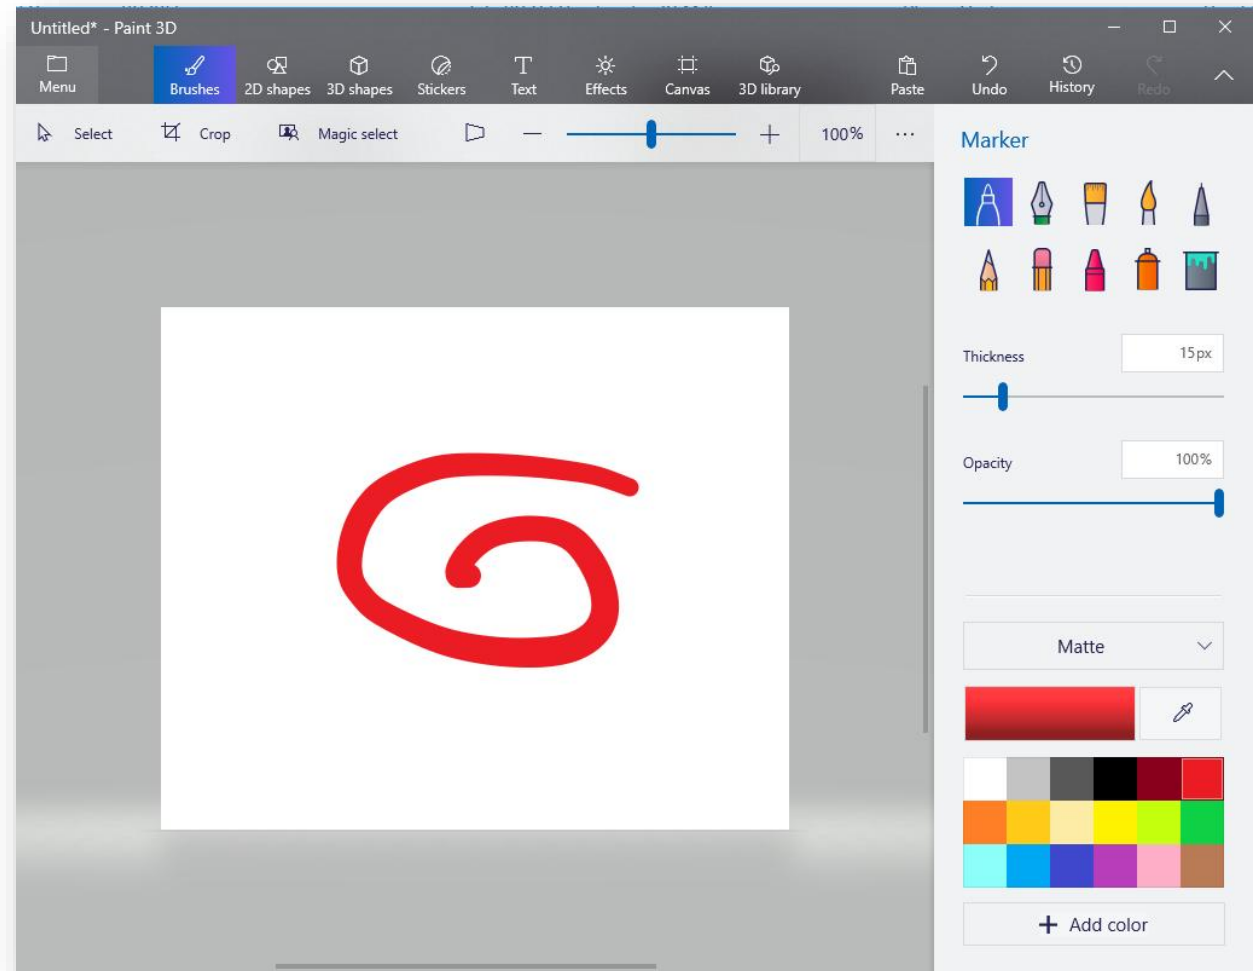 Untitled* - Paint 3D
Menu Brushes 2D shapes 3D shapes Stickers Text Effects Canvas 3D library Paste Undo History Redo
Select Crop Magic select 100% ...
Marker
Thickness 15px
Opacity 100%
Matte
Add color